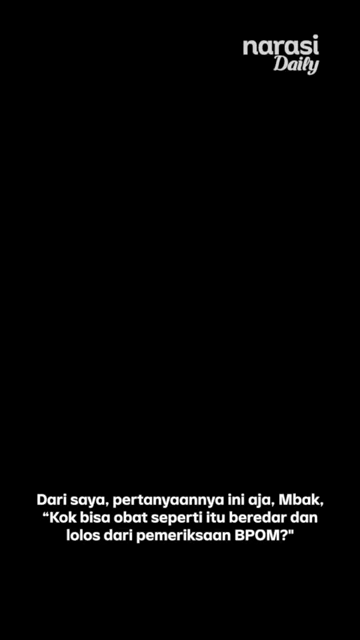 narasi
Daily
Dari saya, pertanyaannya ini aja, Mbak,
“Kok bisa obat seperti itu beredar dan
lolos dari pemeriksaan BPOM?"